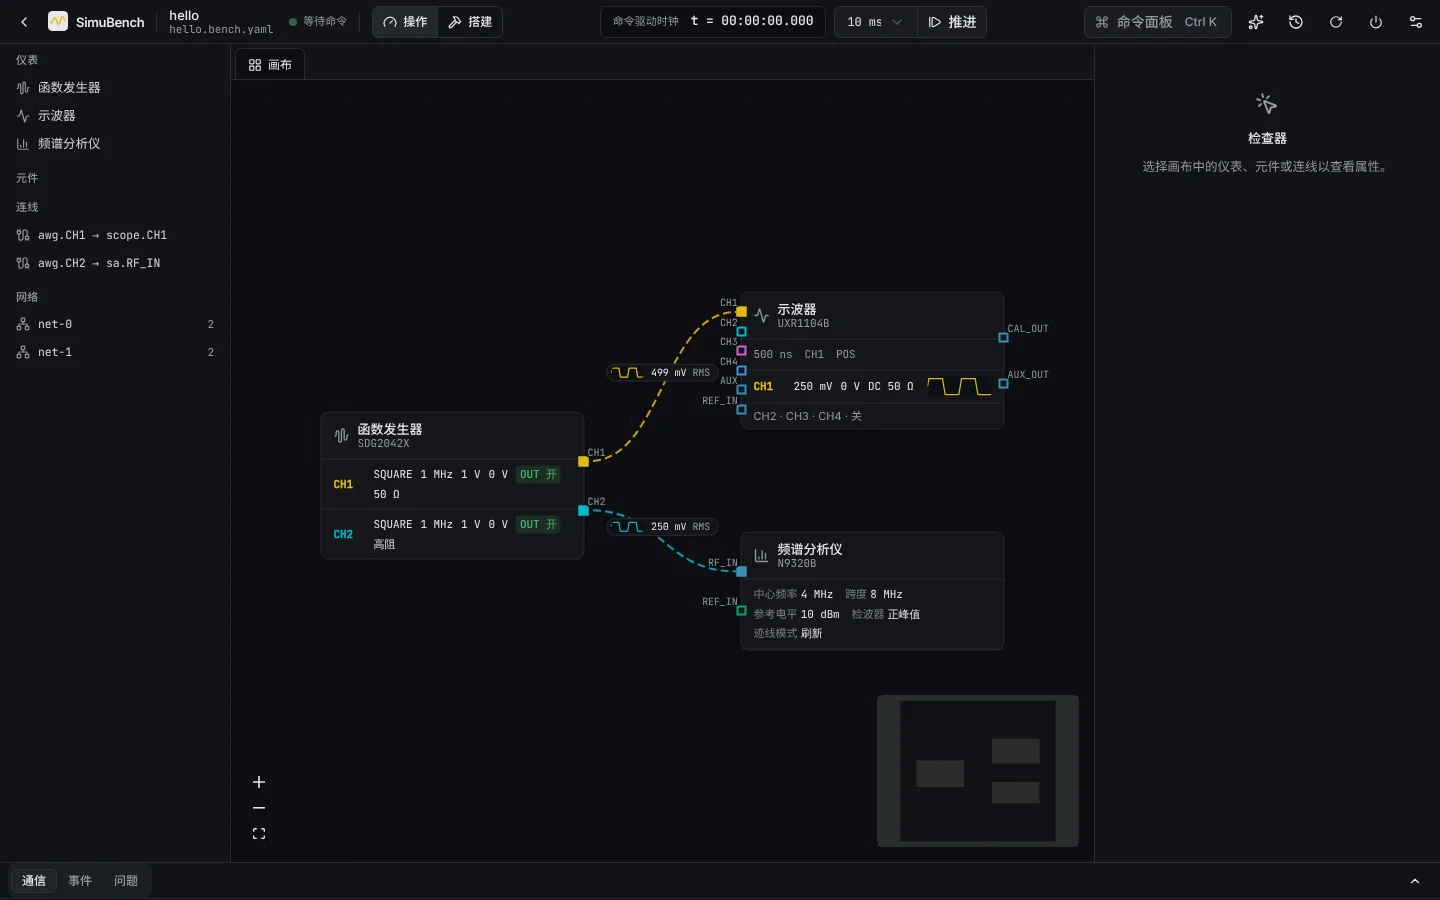 SimuBench
hello
hello.bench.yaml
等待命令
操作
搭建
命令驱动时钟 t = 00:00:00.000
10 ms
推进
命令面板 Ctrl K
仪表
函数发生器
示波器
频谱分析仪
元件
连线
awg.CH1 → scope.CH1
awg.CH2 → sa.RF_IN
网络
net-0 2
net-1 2
画布
检查器
选择画布中的仪表、元件或连线以查看属性。
CH1
CH2
CH3
CH4
AUX
REF_IN
示波器
UXR1104B
500 ns CH1 POS
CH1 250 mV 0 V DC 50 Ω
CH2 · CH3 · CH4 · 关
CAL_OUT
AUX_OUT
499 mV RMS
函数发生器
SDG2042X
CH1 SQUARE 1 MHz 1 V 0 V OUT 开
50 Ω
CH2 SQUARE 1 MHz 1 V 0 V OUT 开
高阻
CH1
CH2
250 mV RMS
RF_IN
REF_IN
频谱分析仪
N9320B
中心频率 4 MHz 跨度 8 MHz
参考电平 10 dBm 检波器 正峰值
迹线模式 刷新
通信
事件
问题